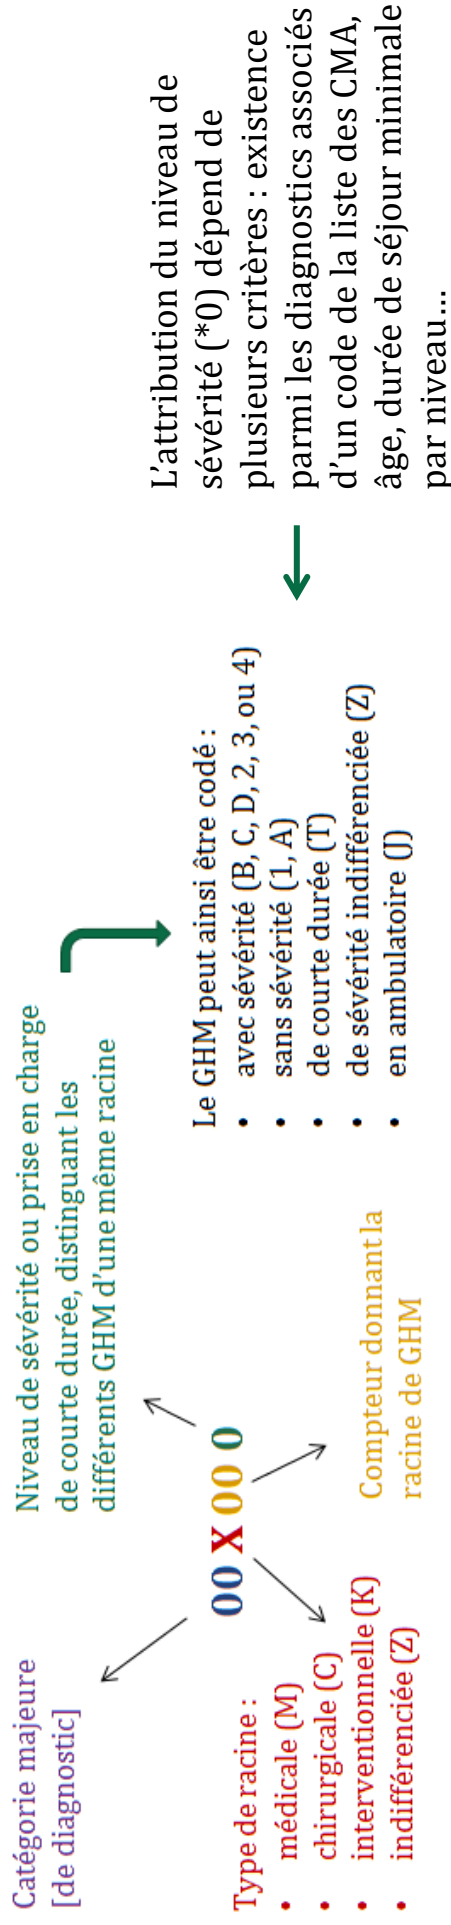 Catégorie majeure
[de diagnostic]
Niveau de sévérité ou prise en charge
de courte durée, distinguant les
différents GHM d'une même racine
00 X 00 0
Type de racine :
• médicale (M)
• chirurgicale (C)
• interventionnelle (K)
• indifférenciée (Z)
Compteur donnant la
racine de GHM
Le GHM peut ainsi être codé :
• avec sévérité (B, C, D, 2, 3, ou 4)
• sans sévérité (1, A)
• de courte durée (T)
• de sévérité indifférenciée (Z)
• en ambulatoire (J)
L'attribution du niveau de
sévérité (*0) dépend de
plusieurs critères : existence
parmi les diagnostics associés
d'un code de la liste des CMA,
âge, durée de séjour minimale
par niveau...